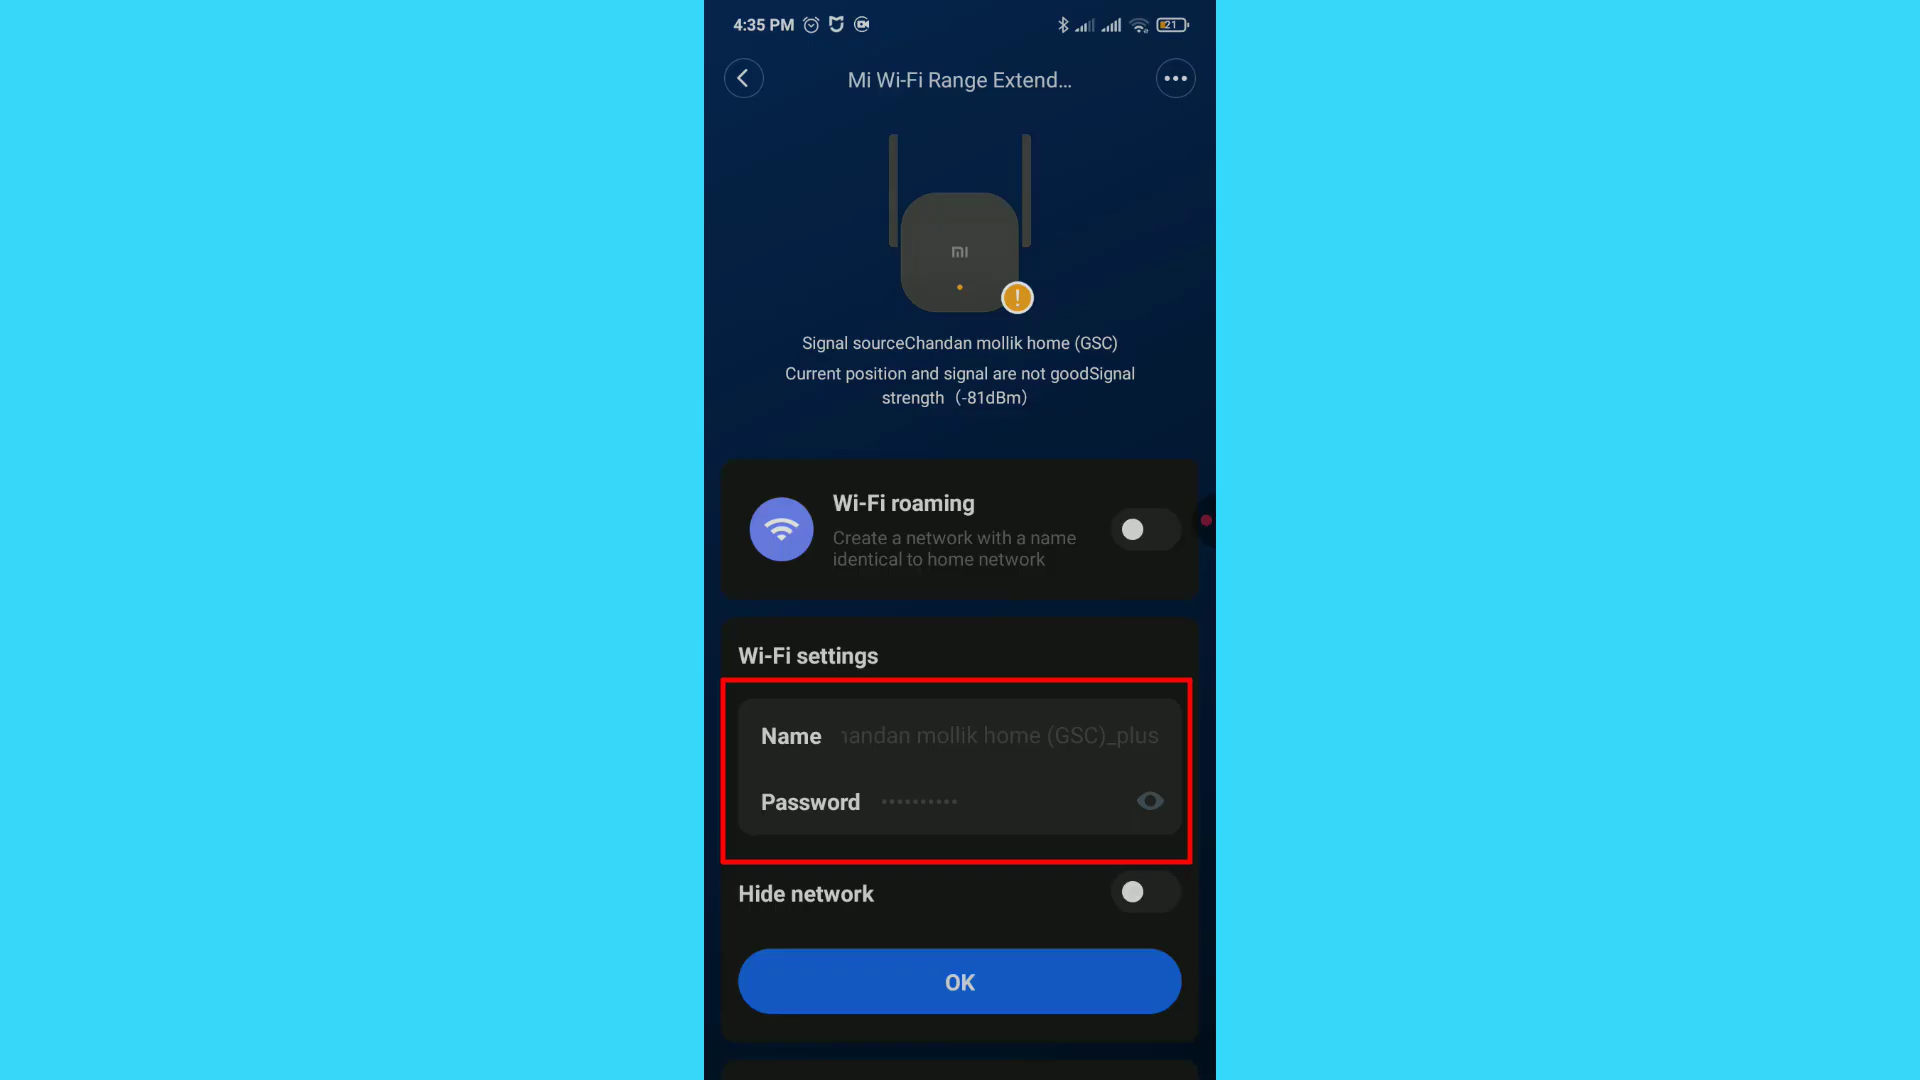 4:35 PM
21
Mi Wi-Fi Range Extend...
MI
!
Signal sourceChandan mollik home (GSC)
Current position and signal are not goodSignal
strength（-81dBm）
Wi-Fi roaming
Create a network with a name
identical to home network
Wi-Fi settings
Name handan mollik home (GSC)_plus
Password ••••••••••
Hide network
OK